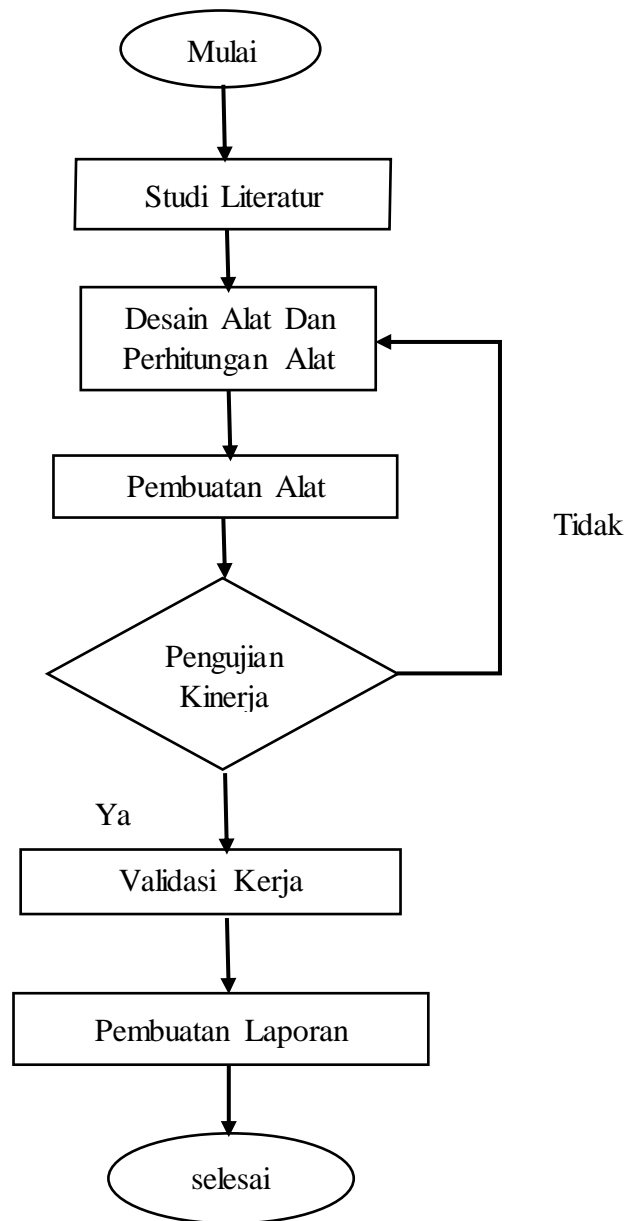 Mulai
Studi Literatur
Desain Alat Dan
Perhitungan Alat
Pembuatan Alat
Tidak
Pengujian
Kinerja
Ya
Validasi Kerja
Pembuatan Laporan
selesai